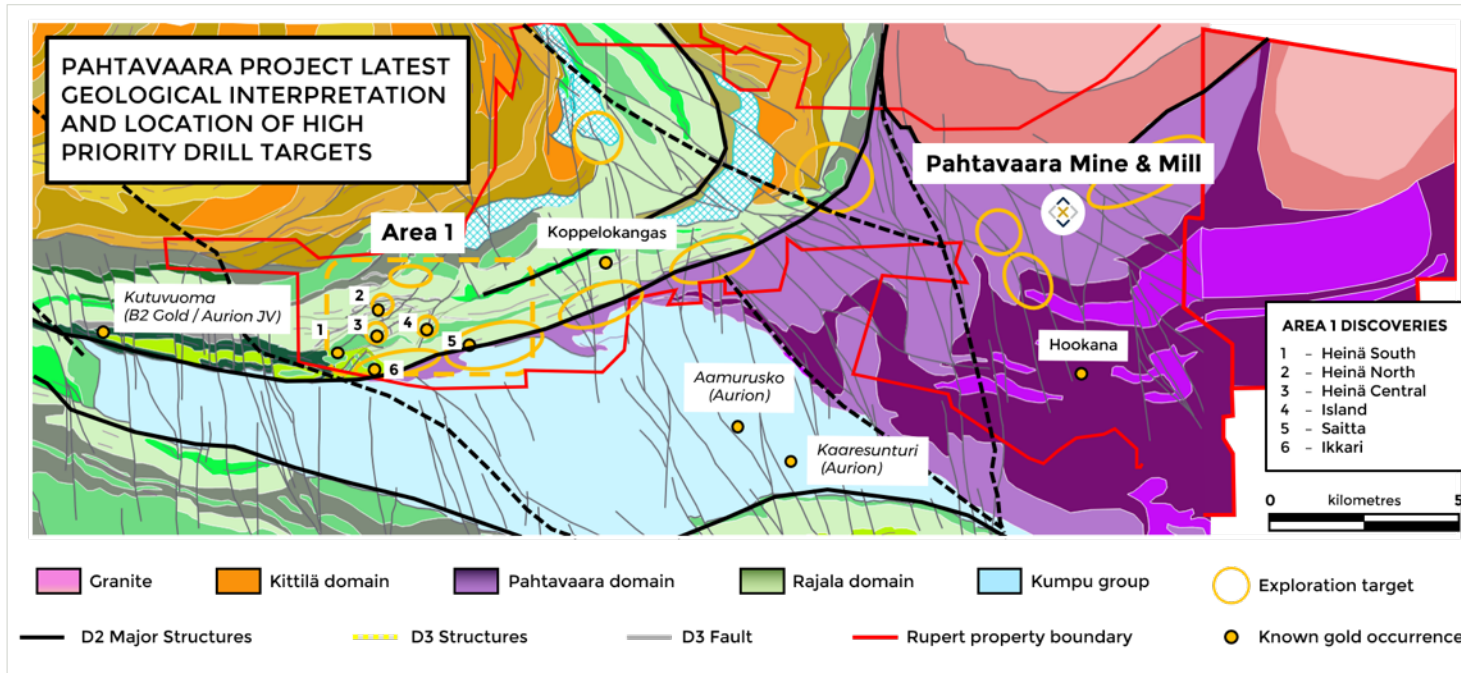 PAHTAVAARA PROJECT LATEST
GEOLOGICAL INTERPRETATION
AND LOCATION OF HIGH
PRIORITY DRILL TARGETS
Pahtavaara Mine & Mill
Area 1
Koppelokangas
Kutuvuoma
(B2 Gold / Aurion JV)
2
1
3
4
5
6
Hookana
Aamurusko
(Aurion)
Kaaresunturi
(Aurion)
AREA 1 DISCOVERIES
1 – Heinä South
2 – Heinä North
3 – Heinä Central
4 – Island
5 – Saitta
6 – Ikkari
0 kilometres 5
Granite
Kittilä domain
Pahtavaara domain
Rajala domain
Kumpu group
Exploration target
D2 Major Structures
D3 Structures
D3 Fault
Rupert property boundary
Known gold occurrence